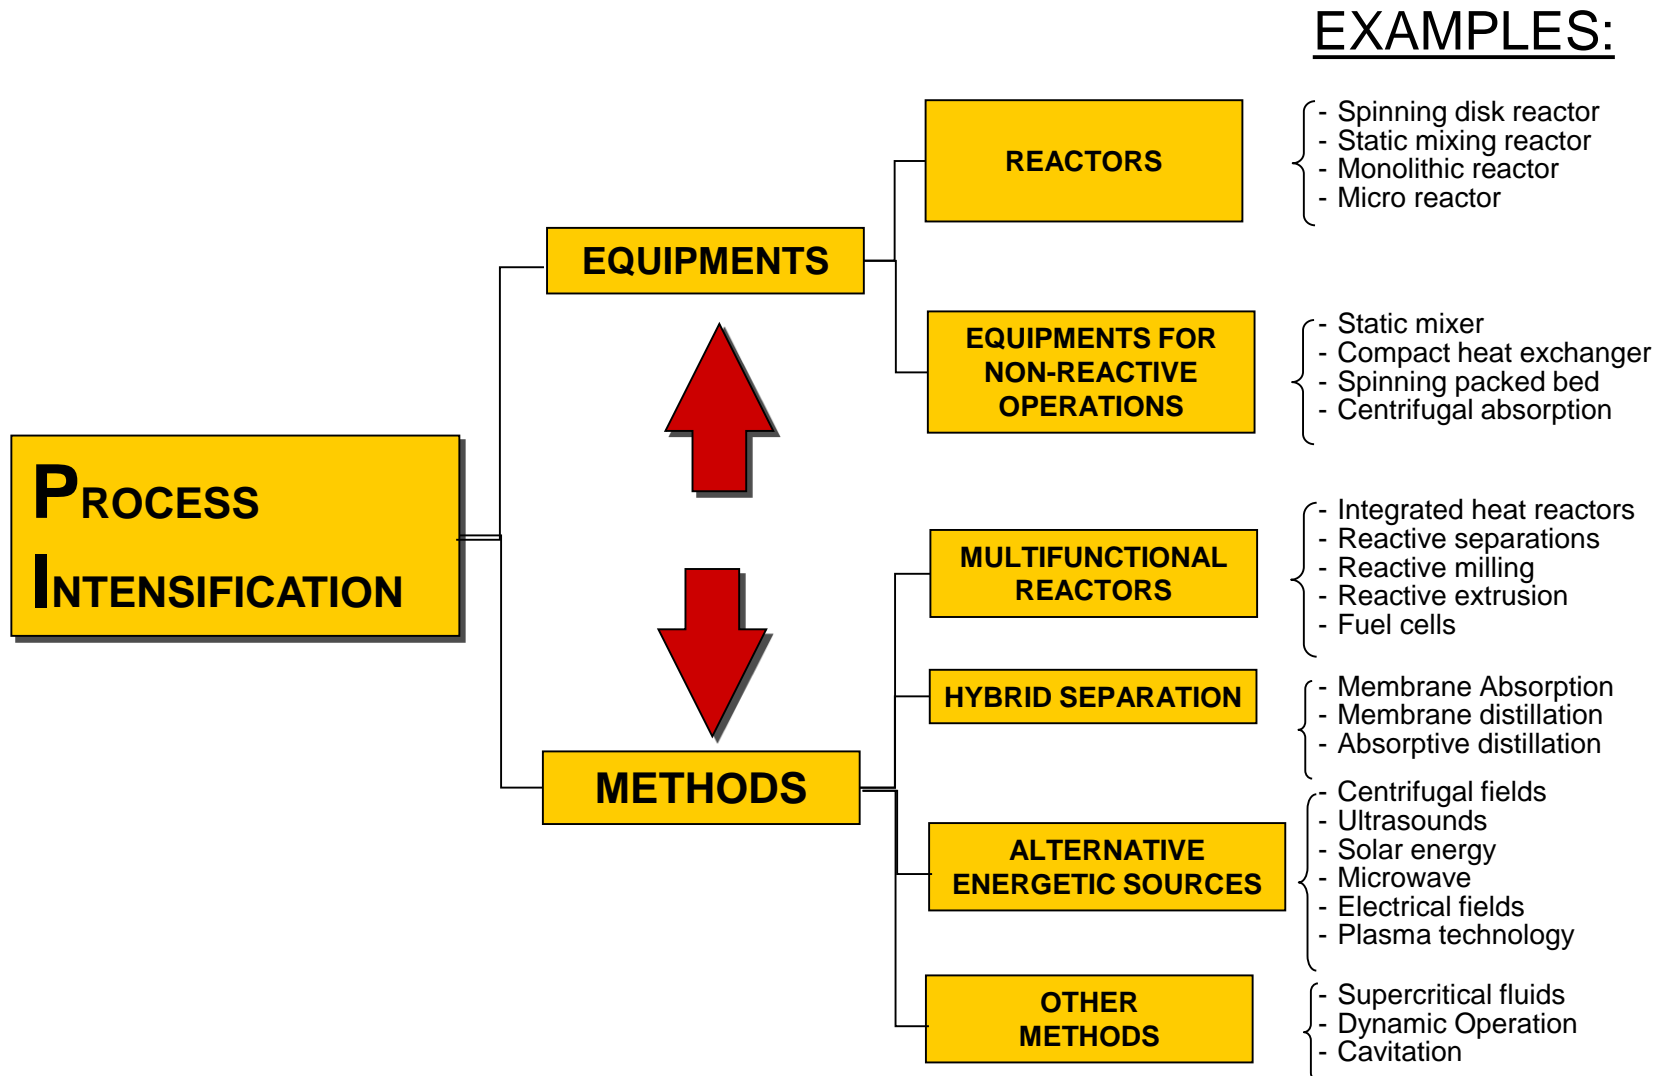 EXAMPLES:
REACTORS
- Spinning disk reactor
- Static mixing reactor
- Monolithic reactor
- Micro reactor
EQUIPMENTS
EQUIPMENTS FOR
NON-REACTIVE
OPERATIONS
- Static mixer
- Compact heat exchanger
- Spinning packed bed
- Centrifugal absorption
PROCESS
INTENSIFICATION
MULTIFUNCTIONAL
REACTORS
- Integrated heat reactors
- Reactive separations
- Reactive milling
- Reactive extrusion
- Fuel cells
HYBRID SEPARATION
- Membrane Absorption
- Membrane distillation
- Absorptive distillation
METHODS
ALTERNATIVE
ENERGETIC SOURCES
- Centrifugal fields
- Ultrasounds
- Solar energy
- Microwave
- Electrical fields
- Plasma technology
OTHER
METHODS
- Supercritical fluids
- Dynamic Operation
- Cavitation